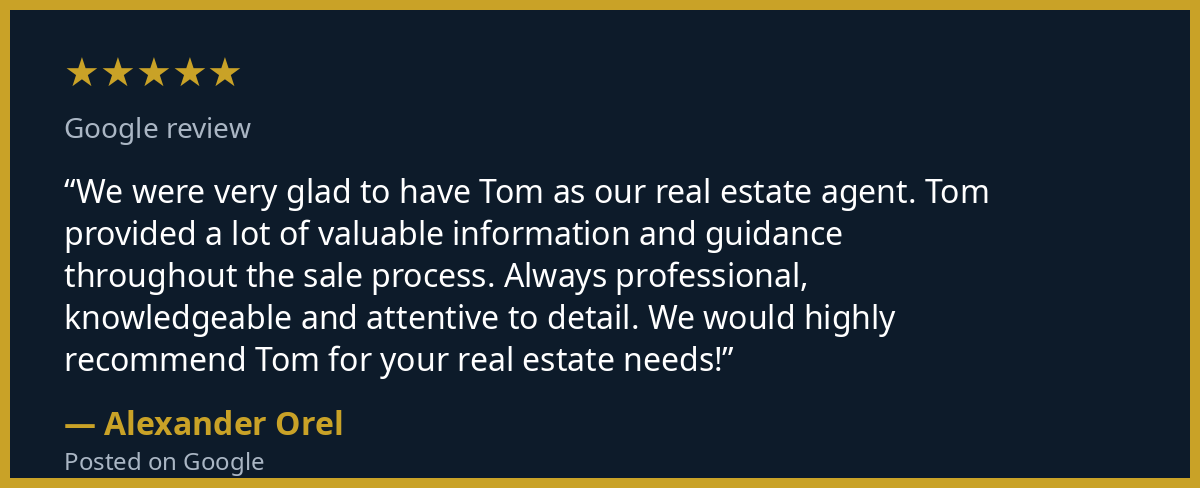 ★★★★★
Google review
“We were very glad to have Tom as our real estate agent. Tom
provided a lot of valuable information and guidance
throughout the sale process. Always professional,
knowledgeable and attentive to detail. We would highly
recommend Tom for your real estate needs!”
— Alexander Orel
Posted on Google